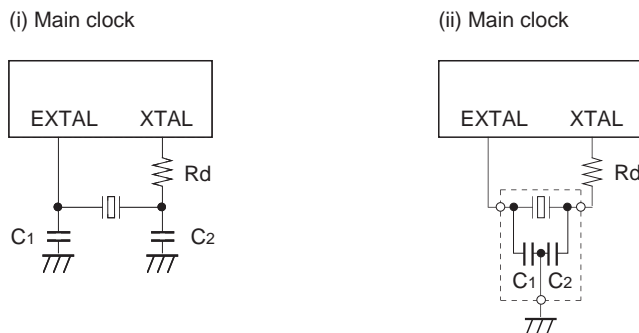 (i) Main clock
EXTAL XTAL
Rd
C1
C2
(ii) Main clock
EXTAL XTAL
Rd
C1 C2